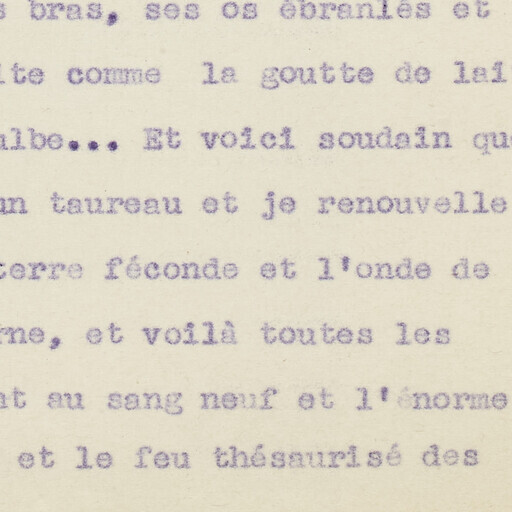 s bras, ses os ébranlés et
ite comme la goutte de lait
albe... Et voici soudain que
un taureau et je renouvelle
terre féconde et l'onde de
rne, et voilà toutes les
nt au sang neuf et l'énorme
et le feu thésaurisé des